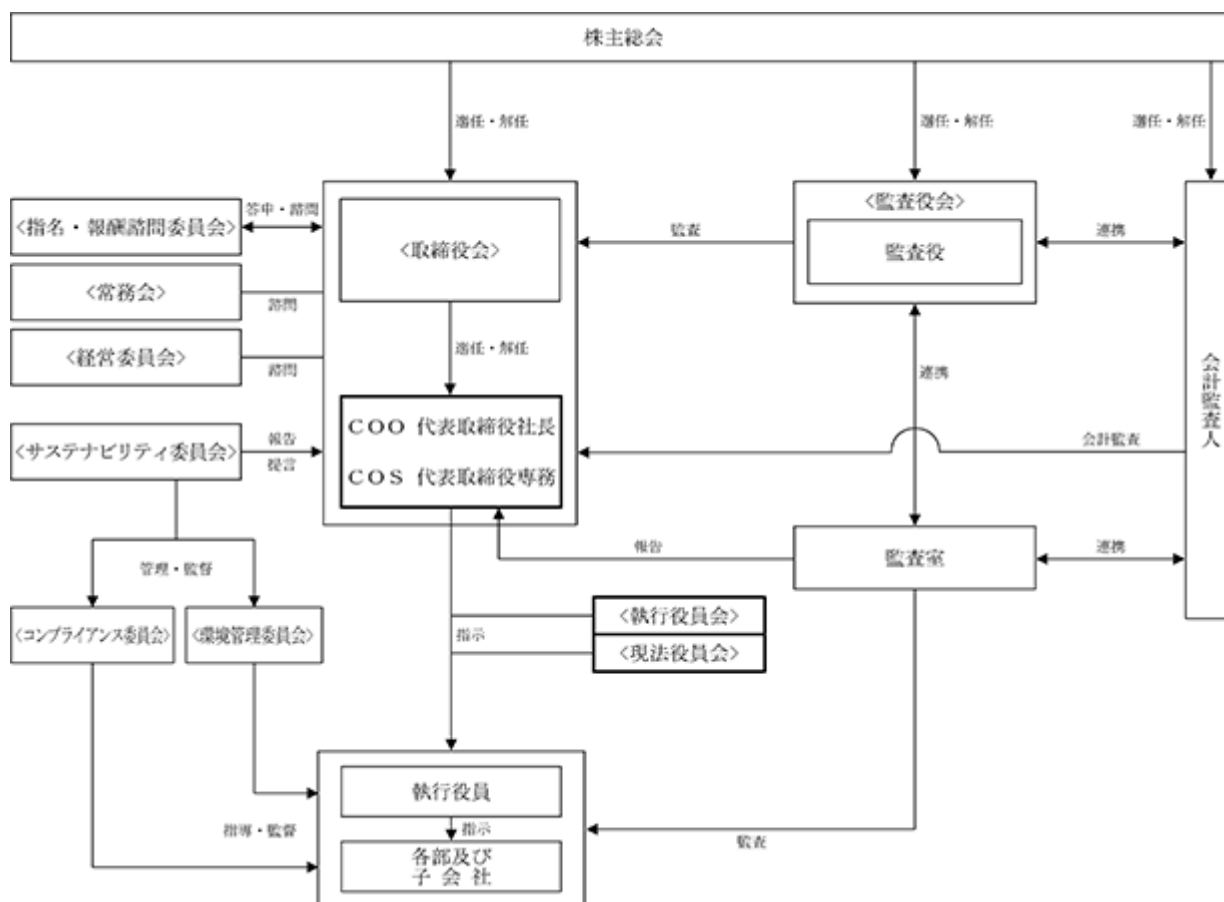 株主総会
選任・解任
選任・解任
選任・解任
<指名・報酬諮問委員会>
答申・諮問
<取締役会>
監査
<監査役会>
監査役
連携
<常務会>
諮問
<経営委員会>
諮問
選任・解任
連携
会計監査人
COO 代表取締役社長
COS 代表取締役専務
<サステナビリティ委員会>
報告
提言
会計監査
管理・監督
報告
監査室
連携
<コンプライアンス委員会>
<環境管理委員会>
指示
<執行役員会>
<現法役員会>
執行役員
指示
各部及び
子会社
指導・監督
監査